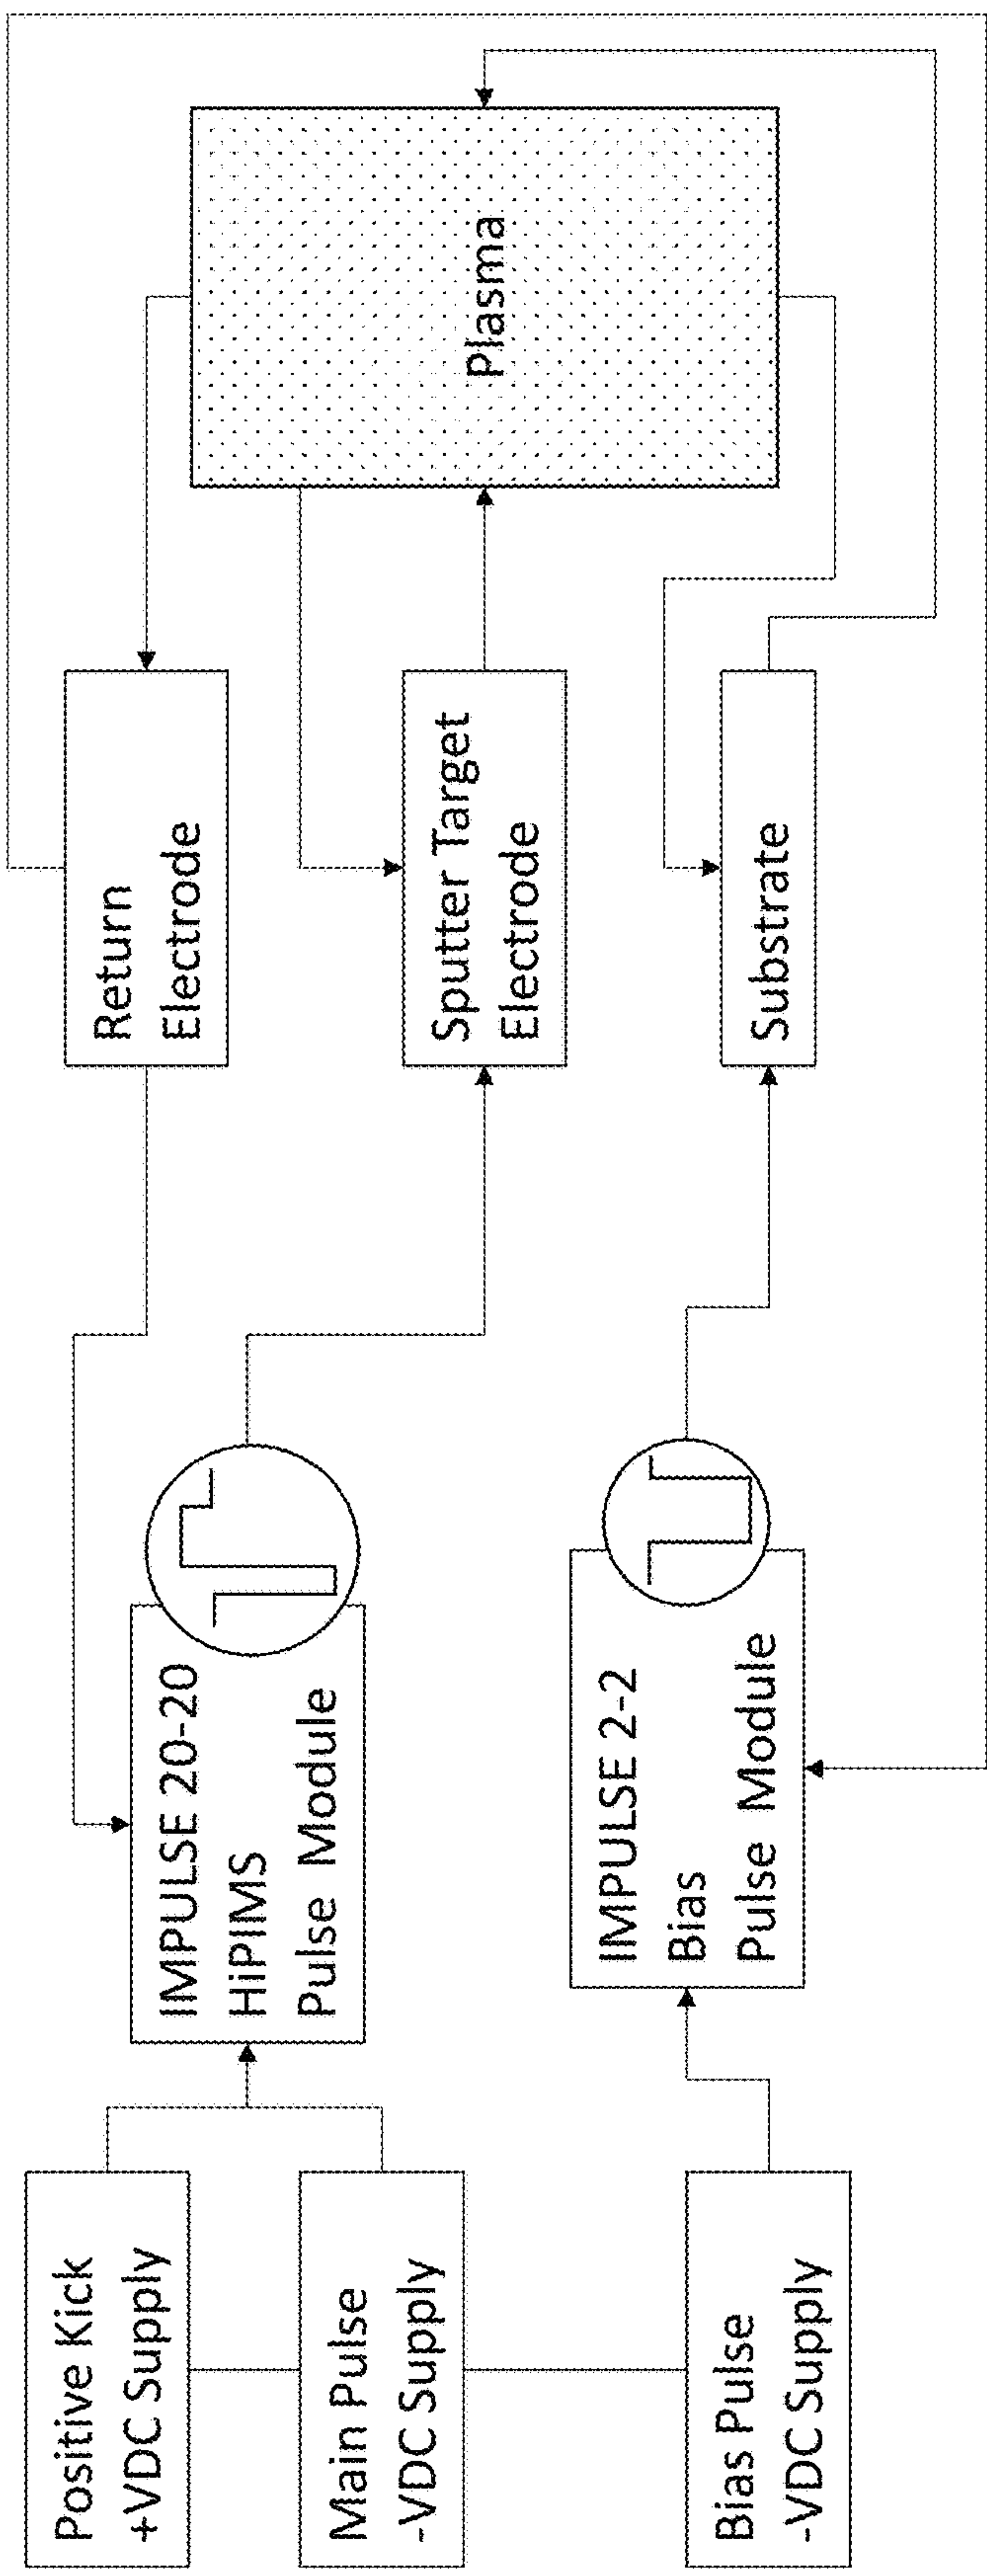 Positive Kick
+VDC Supply
Main Pulse
-VDC Supply
Bias Pulse
-VDC Supply
IMPULSE 20-20
HiPIMS
Pulse Module
IMPULSE 2-2
Bias
Pulse Module
Return
Electrode
Sputter Target
Electrode
Substrate
Plasma